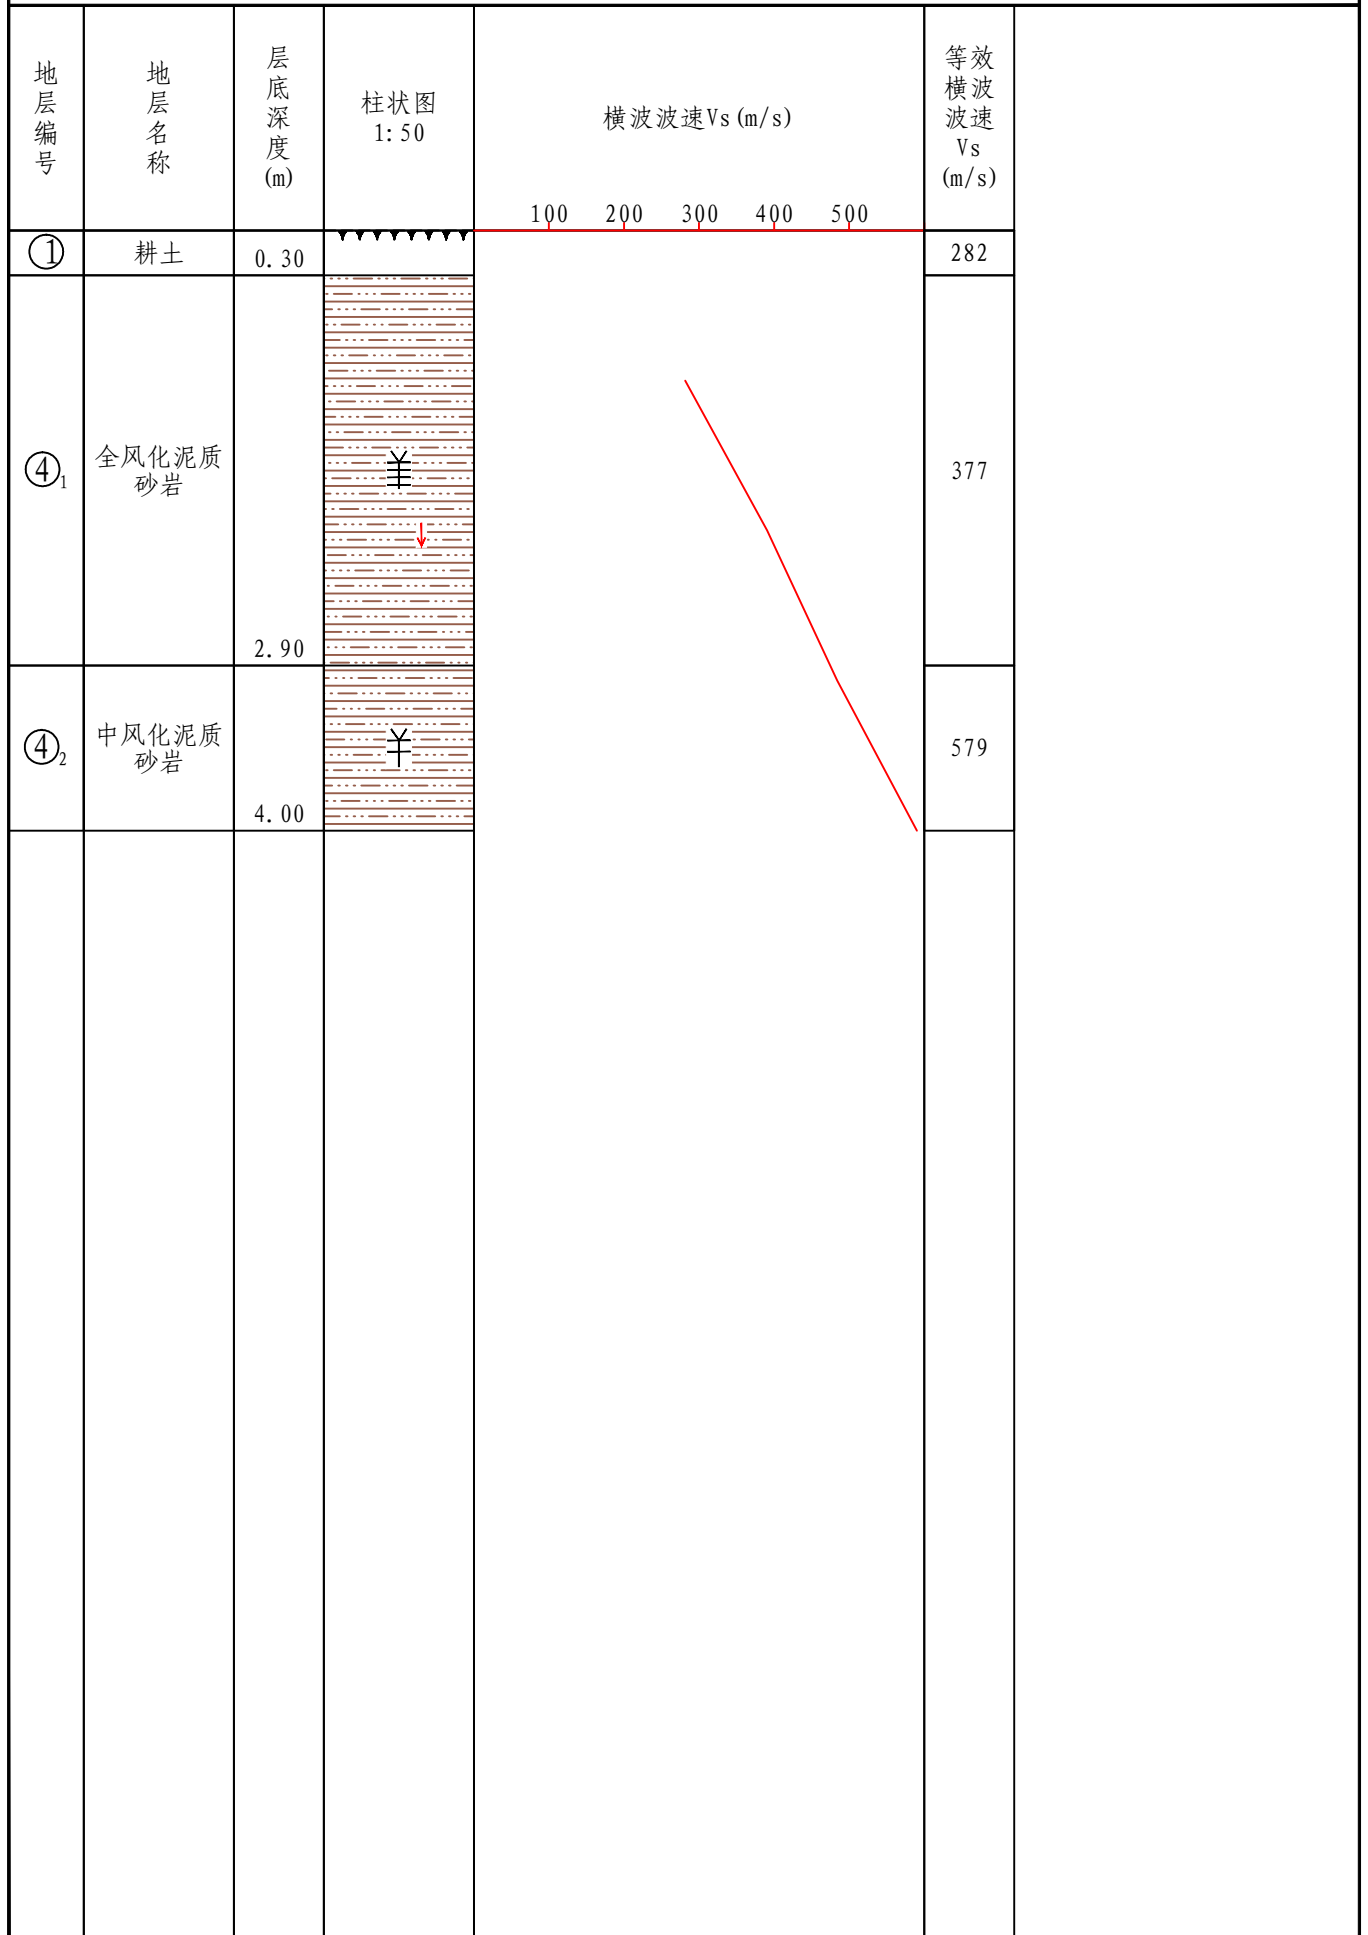 地层编号
地层名称
层底深度(m)
柱状图
1:50
横波波速Vs(m/s)
等效
横波
波速
Vs
(m/s)
100 200 300 400 500
① 耕土 0.30 282
④1 全风化泥质
砂岩
377
2.90
④2 中风化泥质
砂岩
579
4.00